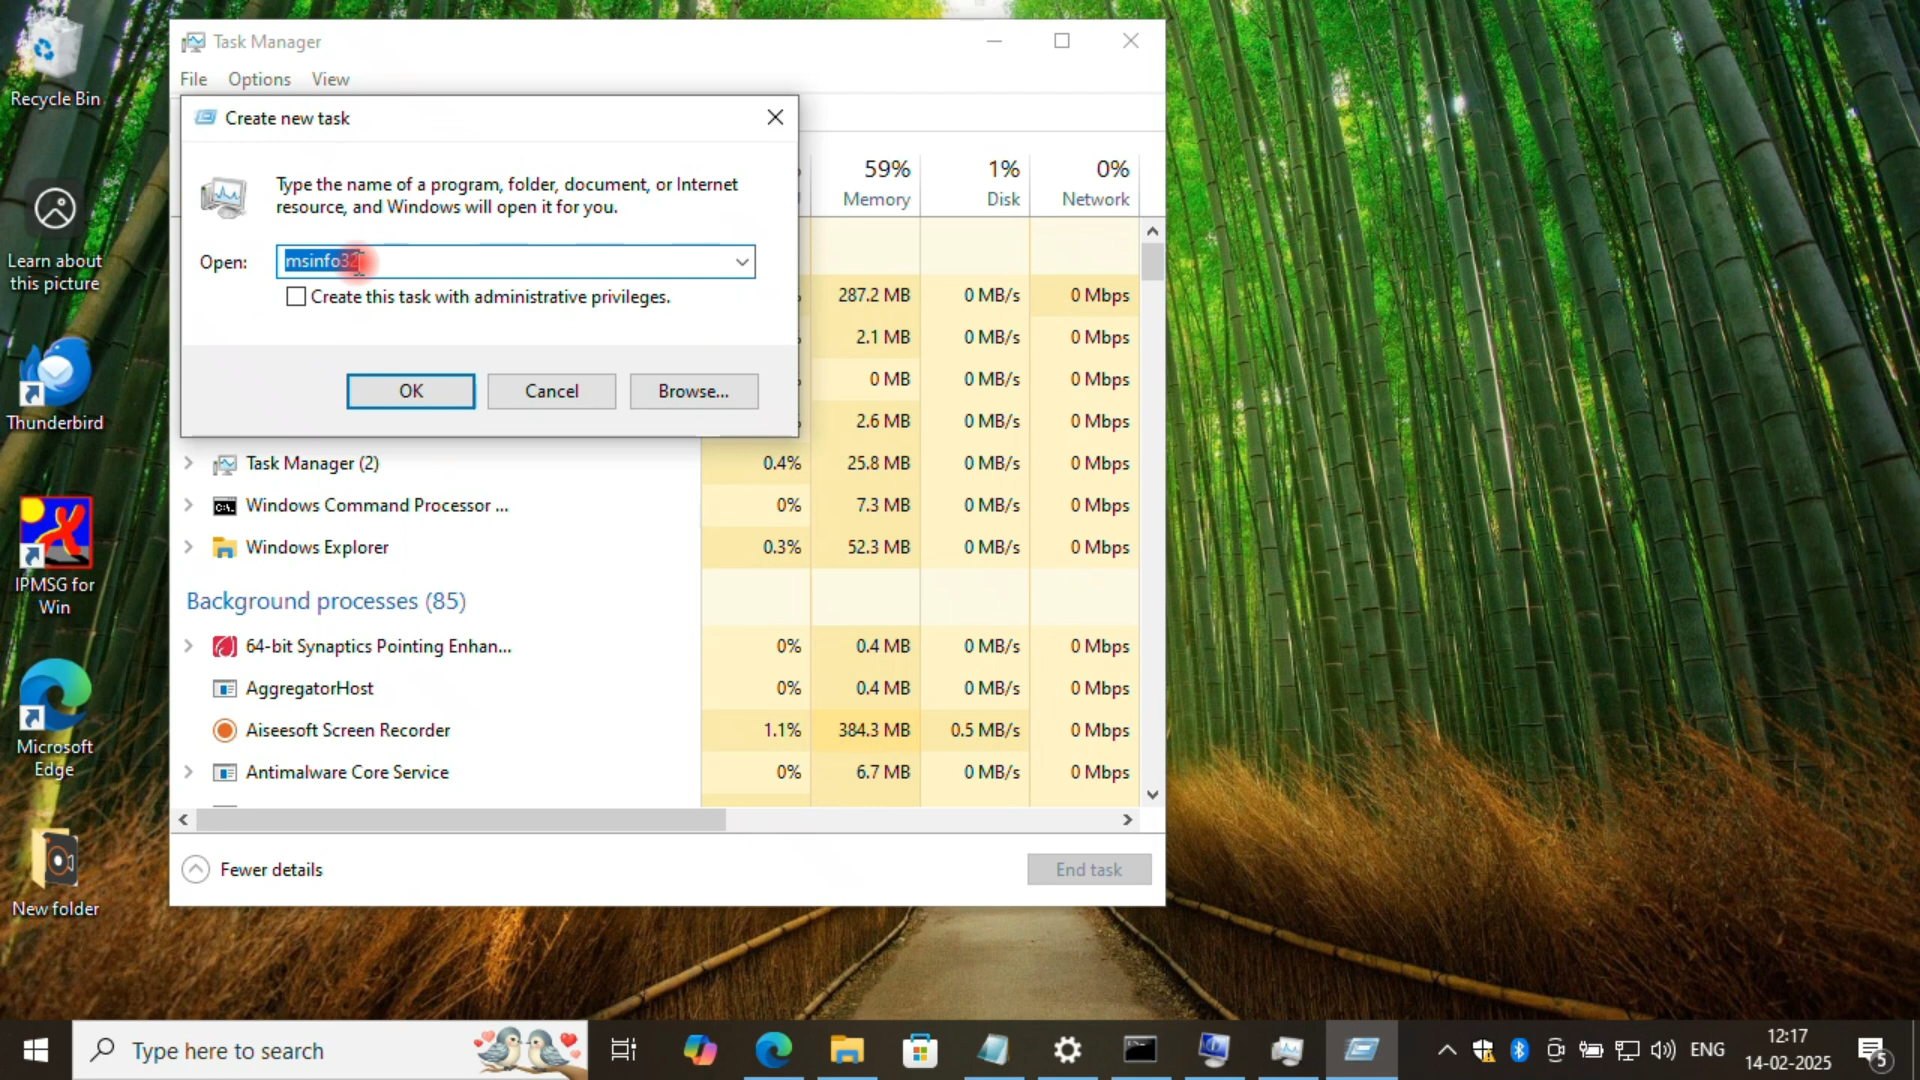 Recycle Bin
Learn about
this picture
Thunderbird
IPMSG for
Win
Microsoft
Edge
New folder
Task Manager
File Options View
Create new task
Type the name of a program, folder, document, or Internet
resource, and Windows will open it for you.
Open: msinfo32
Create this task with administrative privileges.
OK Cancel Browse...
59% 1% 0%
Memory Disk Network
287.2 MB 0 MB/s 0 Mbps
2.1 MB 0 MB/s 0 Mbps
0 MB 0 MB/s 0 Mbps
2.6 MB 0 MB/s 0 Mbps
Task Manager (2) 0.4% 25.8 MB 0 MB/s 0 Mbps
Windows Command Processor ... 0% 7.3 MB 0 MB/s 0 Mbps
Windows Explorer 0.3% 52.3 MB 0 MB/s 0 Mbps
Background processes (85)
64-bit Synaptics Pointing Enhan... 0% 0.4 MB 0 MB/s 0 Mbps
AggregatorHost 0% 0.4 MB 0 MB/s 0 Mbps
Aiseesoft Screen Recorder 1.1% 384.3 MB 0.5 MB/s 0 Mbps
Antimalware Core Service 0% 6.7 MB 0 MB/s 0 Mbps
Fewer details End task
Type here to search
ENG
12:17
14-02-2025
5